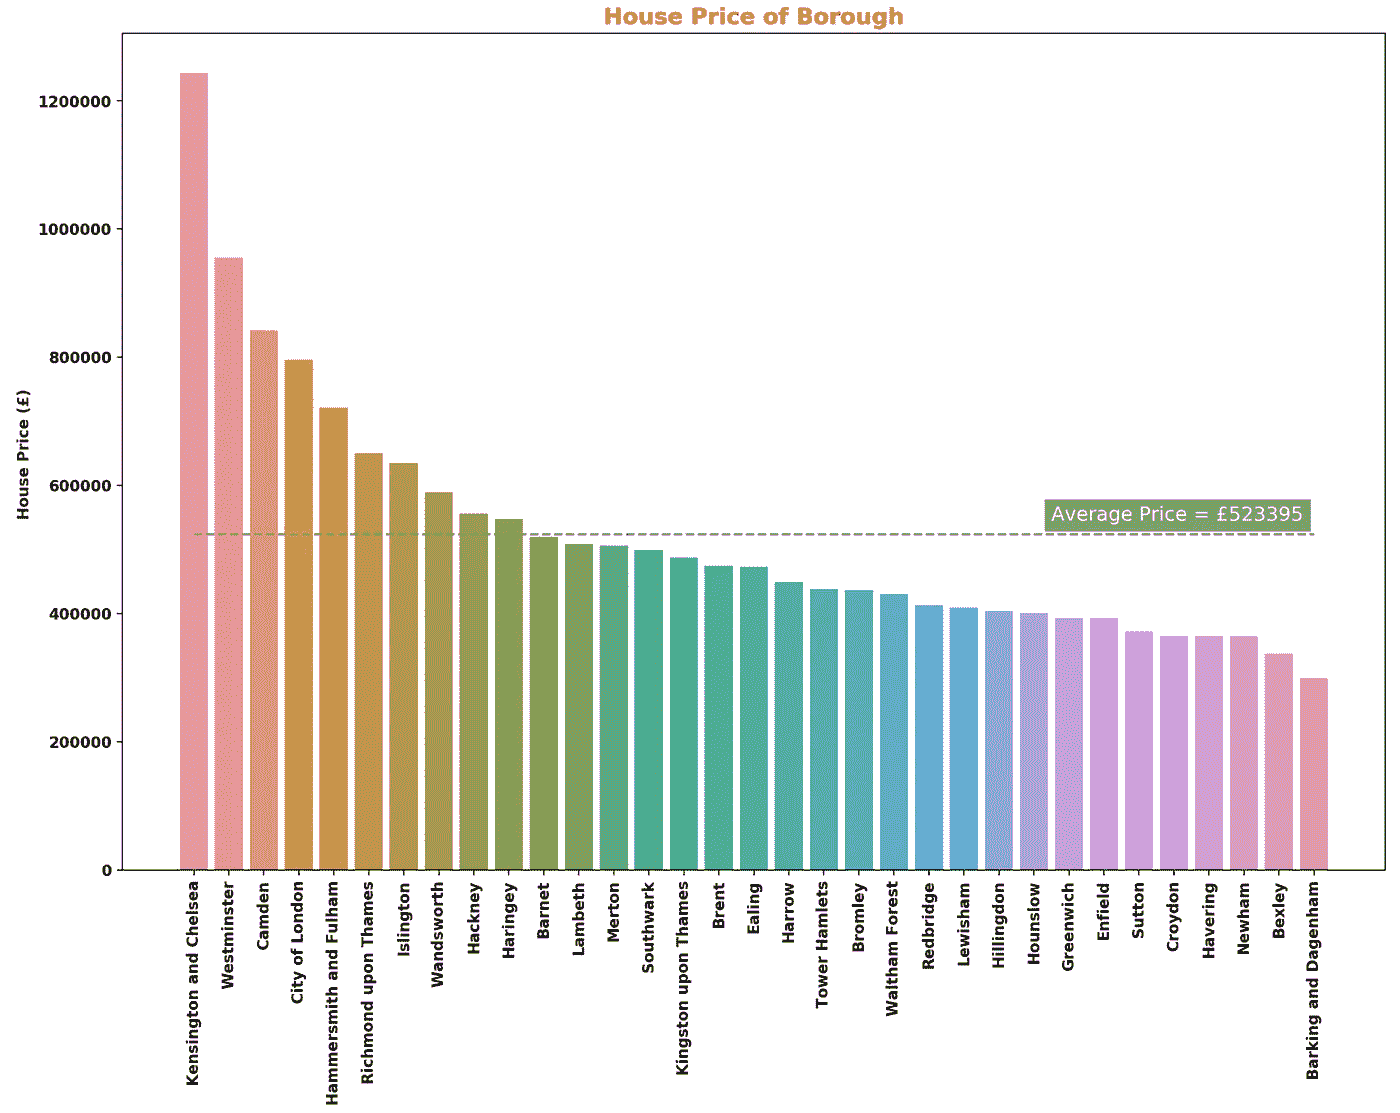 House Price of Borough
House Price (£)
1200000
1000000
800000
600000
400000
200000
0
Average Price = £523395
Kensington and Chelsea
Westminster
Camden
City of London
Hammersmith and Fulham
Richmond upon Thames
Islington
Wandsworth
Hackney
Haringey
Barnet
Lambeth
Merton
Southwark
Kingston upon Thames
Brent
Ealing
Harrow
Tower Hamlets
Bromley
Waltham Forest
Redbridge
Lewisham
Hillingdon
Hounslow
Greenwich
Enfield
Sutton
Croydon
Havering
Newham
Bexley
Barking and Dagenham